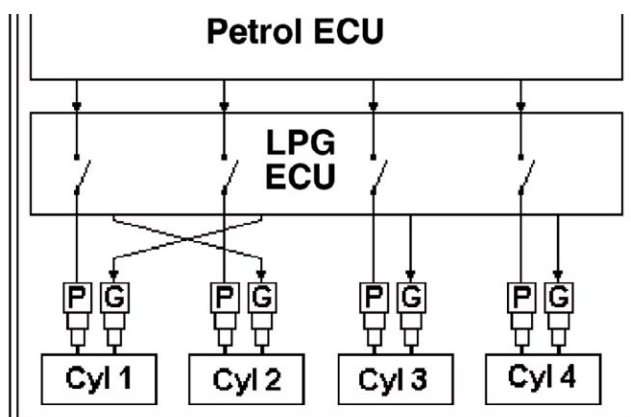 Petrol ECU
LPG
ECU
P G P G P G P G
Cyl 1 Cyl 2 Cyl 3 Cyl 4